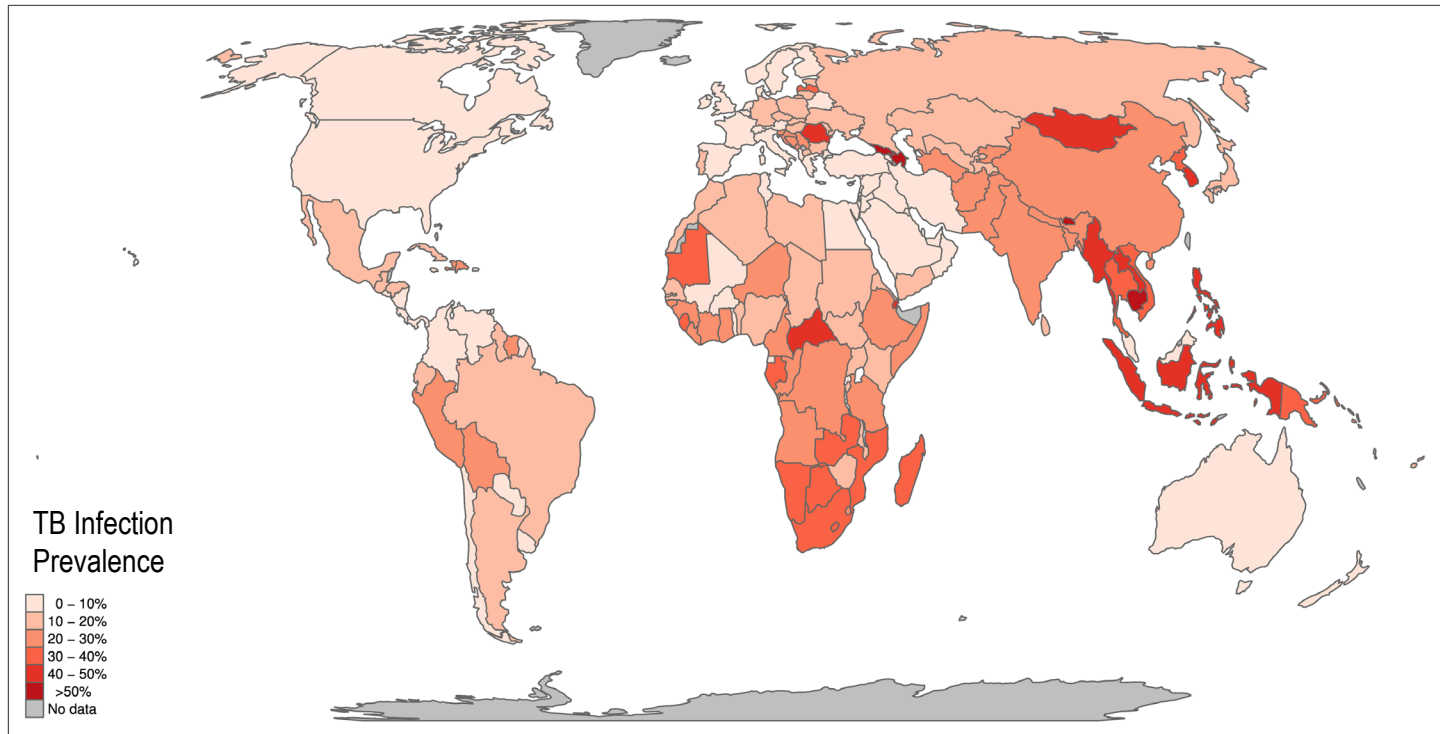 TB Infection
Prevalence
0 – 10%
10 – 20%
20 – 30%
30 – 40%
40 – 50%
>50%
No data